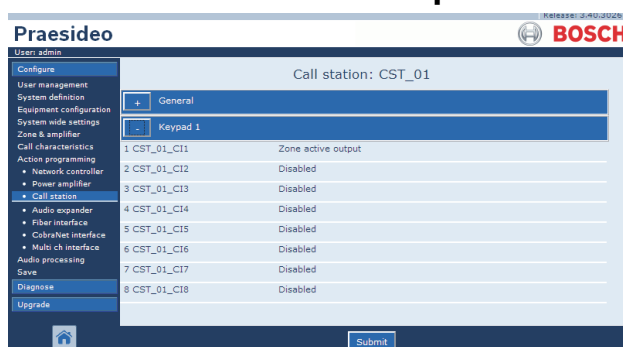 Release: 3.40.3026
Praesideo
BOSCH
User: admin
Configure
User management
System definition
Equipment configuration
System wide settings
Zone & amplifier
Call characteristics
Action programming
• Network controller
• Power amplifier
• Call station
• Audio expander
• Fiber interface
• CobraNet interface
• Multi ch interface
Audio processing
Save
Diagnose
Upgrade
Call station: CST_01
+ General
- Keypad 1
1 CST_01_CI1 Zone active output
2 CST_01_CI2 Disabled
3 CST_01_CI3 Disabled
4 CST_01_CI4 Disabled
5 CST_01_CI5 Disabled
6 CST_01_CI6 Disabled
7 CST_01_CI7 Disabled
8 CST_01_CI8 Disabled
Submit